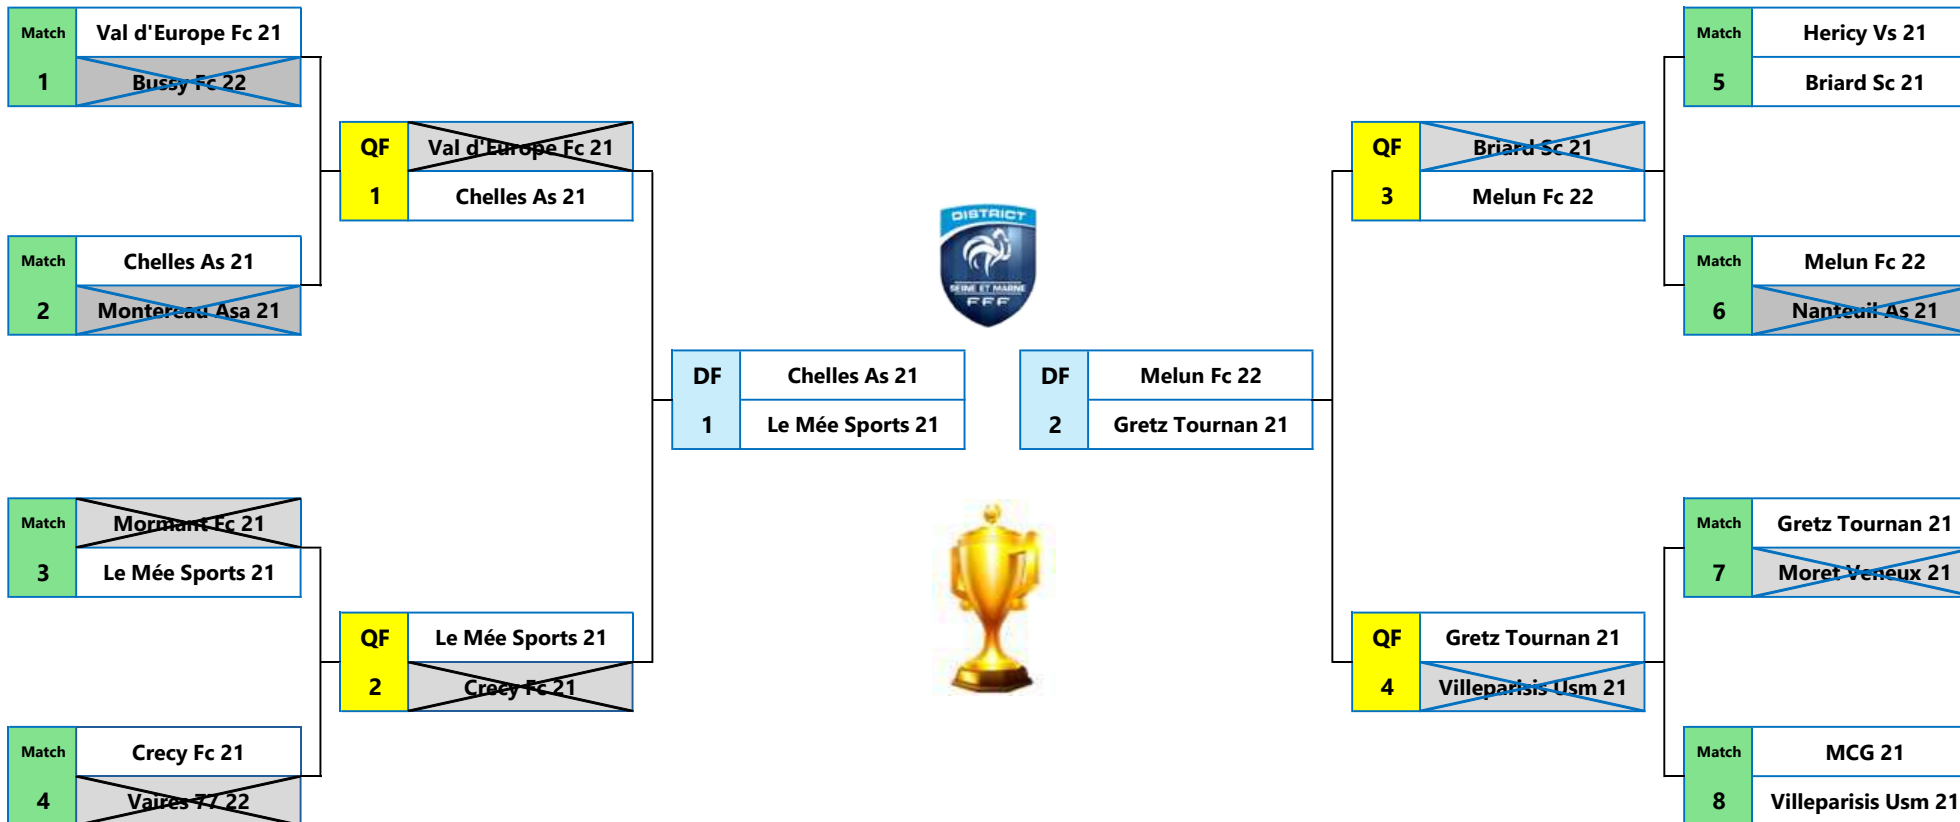 Match 1
Val d'Europe Fc 21
Bussy Fc 22
Match 2
Chelles As 21
Montereau Asa 21
Match 3
Mormant Fc 21
Le Mée Sports 21
Match 4
Crecy Fc 21
Vaires 77 22
QF 1
Val d'Europe Fc 21
Chelles As 21
QF 2
Le Mée Sports 21
Crecy Fc 21
DF 1
Chelles As 21
Le Mée Sports 21
DISTRICT
SEINE ET MARNE
FFF
DF 2
Melun Fc 22
Gretz Tournan 21
QF 3
Briard Sc 21
Melun Fc 22
QF 4
Gretz Tournan 21
Villeparisis Usm 21
Match 5
Hericy Vs 21
Briard Sc 21
Match 6
Melun Fc 22
Nanteuil As 21
Match 7
Gretz Tournan 21
Moret Veneux 21
Match 8
MCG 21
Villeparisis Usm 21